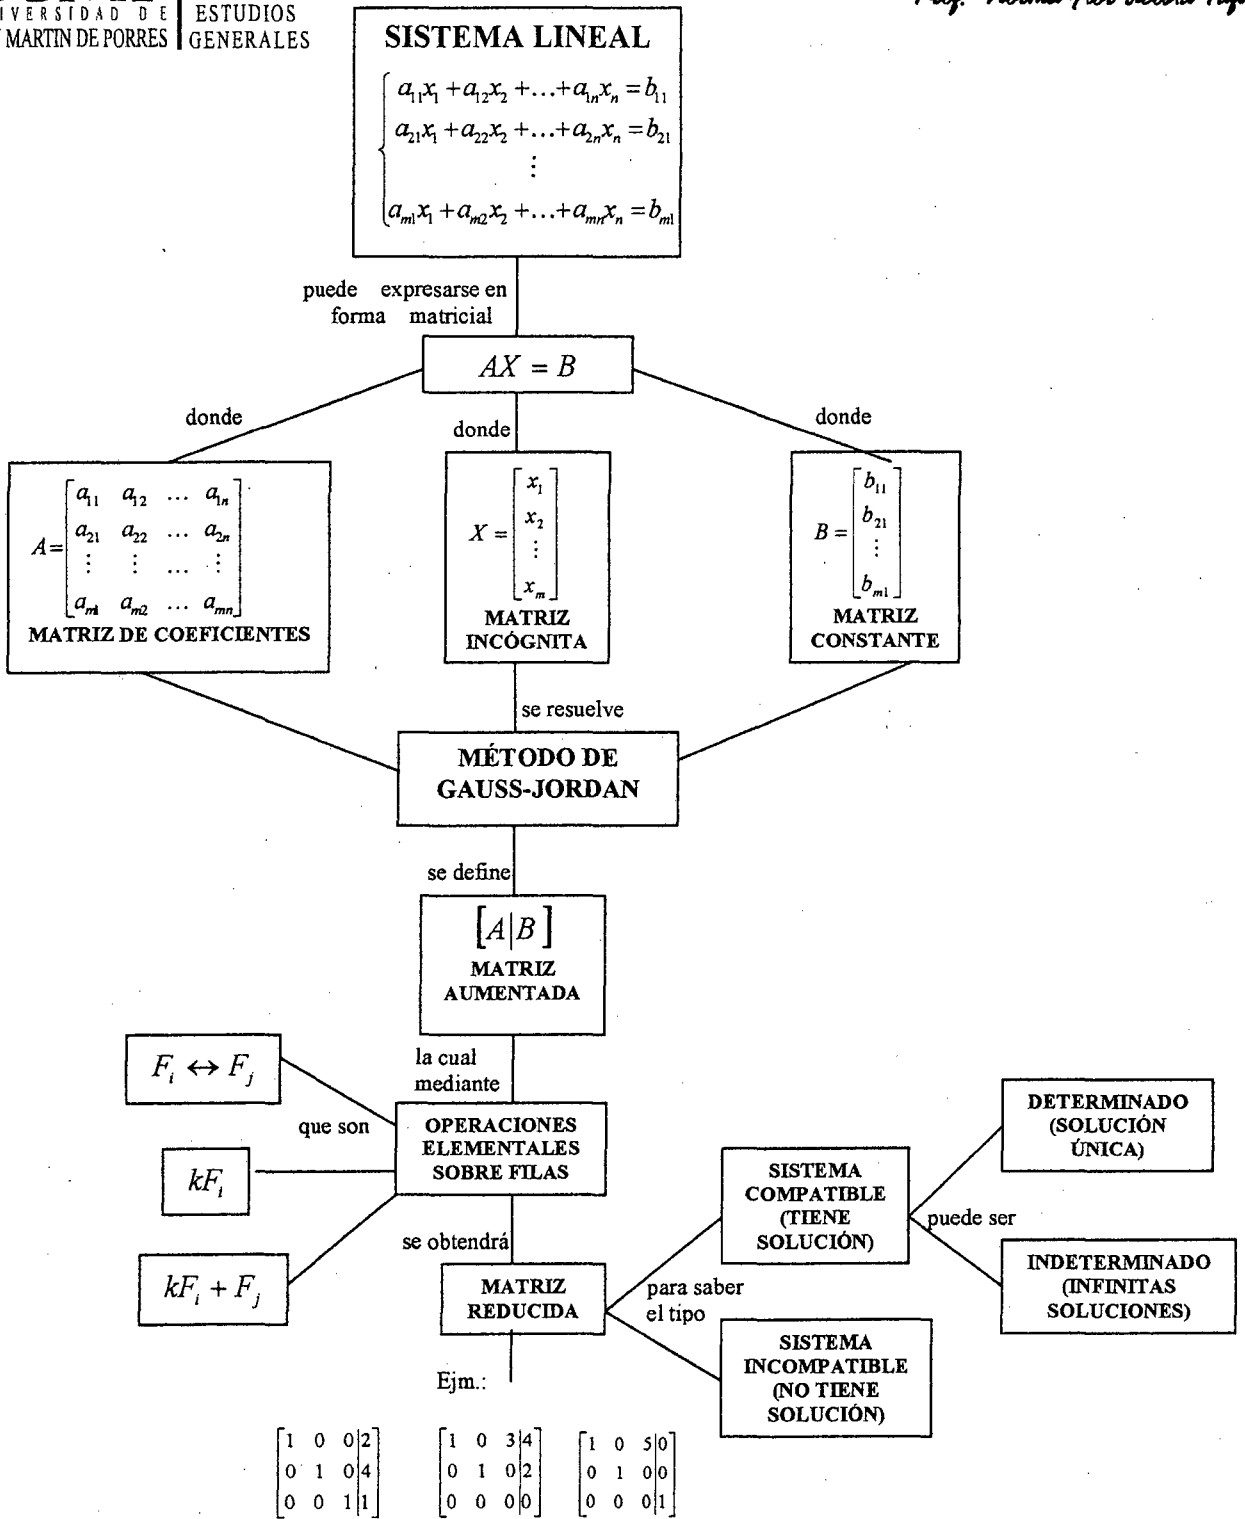 ESTUDIOS
MARTIN DE PORRES GENERALES
SISTEMA LINEAL
a₁₁x₁ + a₁₂x₂ +...+ a₁ₙxₙ = b₁₁
a₂₁x₁ + a₂₂x₂ +...+ a₂ₙxₙ = b₂₁
⋮
aₘ₁x₁ + aₘ₂x₂ +...+ aₘₙxₙ = bₘ₁
puede expresarse en
forma matricial
AX = B
donde
donde
donde
A = [a₁₁ a₁₂ ... a₁ₙ
a₂₁ a₂₂ ... a₂ₙ
⋮ ⋮ ... ⋮
aₘ₁ aₘ₂ ... aₘₙ]
MATRIZ DE COEFICIENTES
X = [x₁
x₂
⋮
xₘ]
MATRIZ
INCÓGNITA
B = [b₁₁
b₂₁
⋮
bₘ₁]
MATRIZ
CONSTANTE
se resuelve
MÉTODO DE
GAUSS-JORDAN
se define
[A|B]
MATRIZ
AUMENTADA
la cual
mediante
Fᵢ ↔ Fⱼ
que son
kFᵢ
kFᵢ + Fⱼ
OPERACIONES
ELEMENTALES
SOBRE FILAS
se obtendrá
MATRIZ
REDUCIDA
para saber
el tipo
SISTEMA
COMPATIBLE
(TIENE
SOLUCIÓN)
puede ser
DETERMINADO
(SOLUCIÓN
ÚNICA)
INDETERMINADO
(INFINITAS
SOLUCIONES)
SISTEMA
INCOMPATIBLE
(NO TIENE
SOLUCIÓN)
Ejm.:
[1 0 0|2
0 1 0|4
0 0 1|1]
[1 0 3|4
0 1 0|2
0 0 0|0]
[1 0 5|0
0 1 0|0
0 0 0|1]